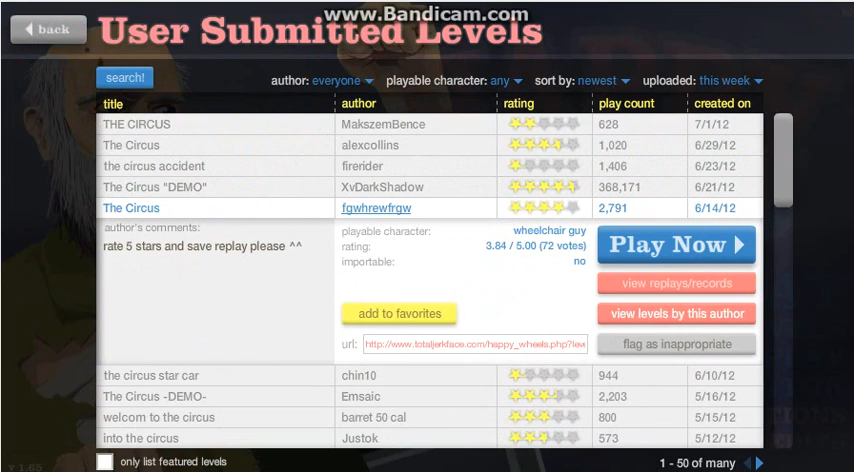 www.Bandicam.com
back
User Submitted Levels
search!
author: everyone playable character: any sort by: newest uploaded: this week
title author rating play count created on
THE CIRCUS MakszemBence 628 7/1/12
The Circus alexcollins 1,020 6/29/12
the circus accident firerider 1,406 6/23/12
The Circus "DEMO" XvDarkShadow 368,171 6/21/12
The Circus fgwhrewfrgw 2,791 6/14/12
author's comments:
rate 5 stars and save replay please ^^
playable character: wheelchair guy
rating: 3.84 / 5.00 (72 votes)
importable: no
Play Now
view replays/records
add to favorites
view levels by this author
url: http://www.totaljerkface.com/happy_wheels.php?leve
flag as inappropriate
the circus star car chin10 944 6/10/12
The Circus -DEMO- Emsaic 2,203 5/16/12
welcom to the circus barret 50 cal 800 5/15/12
into the circus Justok 573 5/12/12
only list featured levels
1 - 50 of many
v 1.65